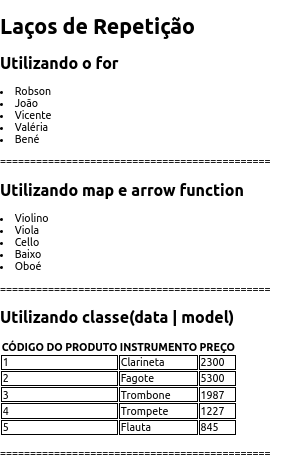 Laços de Repetição
Utilizando o for
• Robson
• João
• Vicente
• Valéria
• Bené
=============================================
Utilizando map e arrow function
• Violino
• Viola
• Cello
• Baixo
• Oboé
=============================================
Utilizando classe(data | model)
CÓDIGO DO PRODUTO INSTRUMENTO PREÇO
1 Clarineta 2300
2 Fagote 5300
3 Trombone 1987
4 Trompete 1227
5 Flauta 845
=============================================